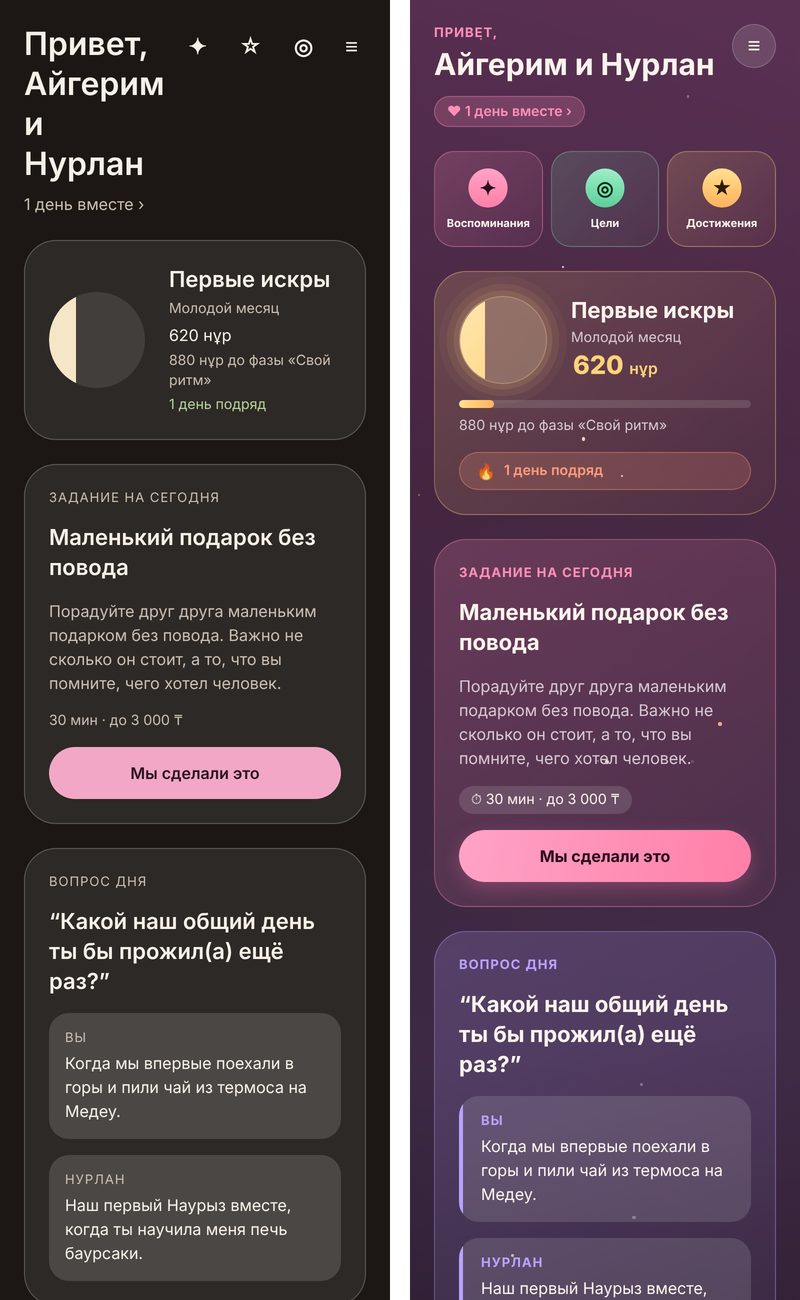 Привет,
Айгерим
и
Нурлан
1 день вместе ›
Первые искры
Молодой месяц
620 нұр
880 нұр до фазы «Свой
ритм»
1 день подряд
ЗАДАНИЕ НА СЕГОДНЯ
Маленький подарок без
повода
Порадуйте друг друга маленьким
подарком без повода. Важно не
сколько он стоит, а то, что вы
помните, чего хотел человек.
30 мин · до 3 000 ₸
Мы сделали это
ВОПРОС ДНЯ
“Какой наш общий день
ты бы прожил(а) ещё
раз?”
ВЫ
Когда мы впервые поехали в
горы и пили чай из термоса на
Медеу.
НУРЛАН
Наш первый Наурыз вместе,
когда ты научила меня печь
баурсаки.
ПРИВЕТ,
Айгерим и Нурлан
1 день вместе ›
Воспоминания
Цели
Достижения
Первые искры
Молодой месяц
620 нұр
880 нұр до фазы «Свой ритм»
1 день подряд
ЗАДАНИЕ НА СЕГОДНЯ
Маленький подарок без
повода
Порадуйте друг друга маленьким
подарком без повода. Важно не
сколько он стоит, а то, что вы
помните, чего хотел человек.
30 мин · до 3 000 ₸
Мы сделали это
ВОПРОС ДНЯ
“Какой наш общий день
ты бы прожил(а) ещё
раз?”
ВЫ
Когда мы впервые поехали в
горы и пили чай из термоса на
Медеу.
НУРЛАН
Наш первый Наурыз вместе,